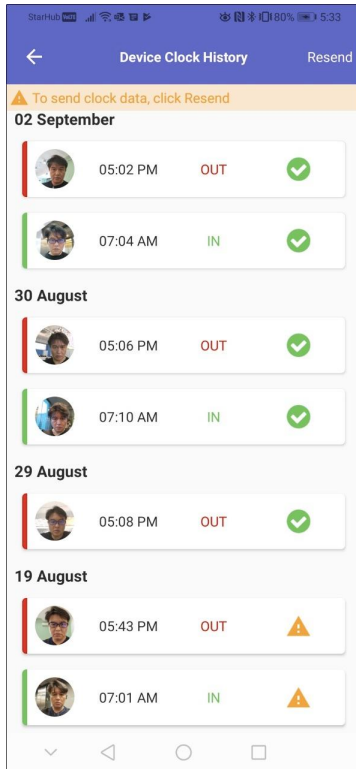 StarHub VoLTE 80% 5:33
Device Clock History Resend
To send clock data, click Resend
02 September
05:02 PM OUT
07:04 AM IN
30 August
05:06 PM OUT
07:10 AM IN
29 August
05:08 PM OUT
19 August
05:43 PM OUT
07:01 AM IN